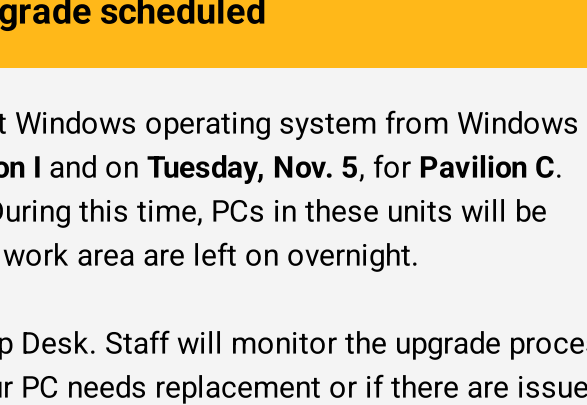 grade scheduled
t Windows operating system from Windows
on I and on Tuesday, Nov. 5, for Pavilion C.
During this time, PCs in these units will be
work area are left on overnight.
p Desk. Staff will monitor the upgrade proce
ur PC needs replacement or if there are issue